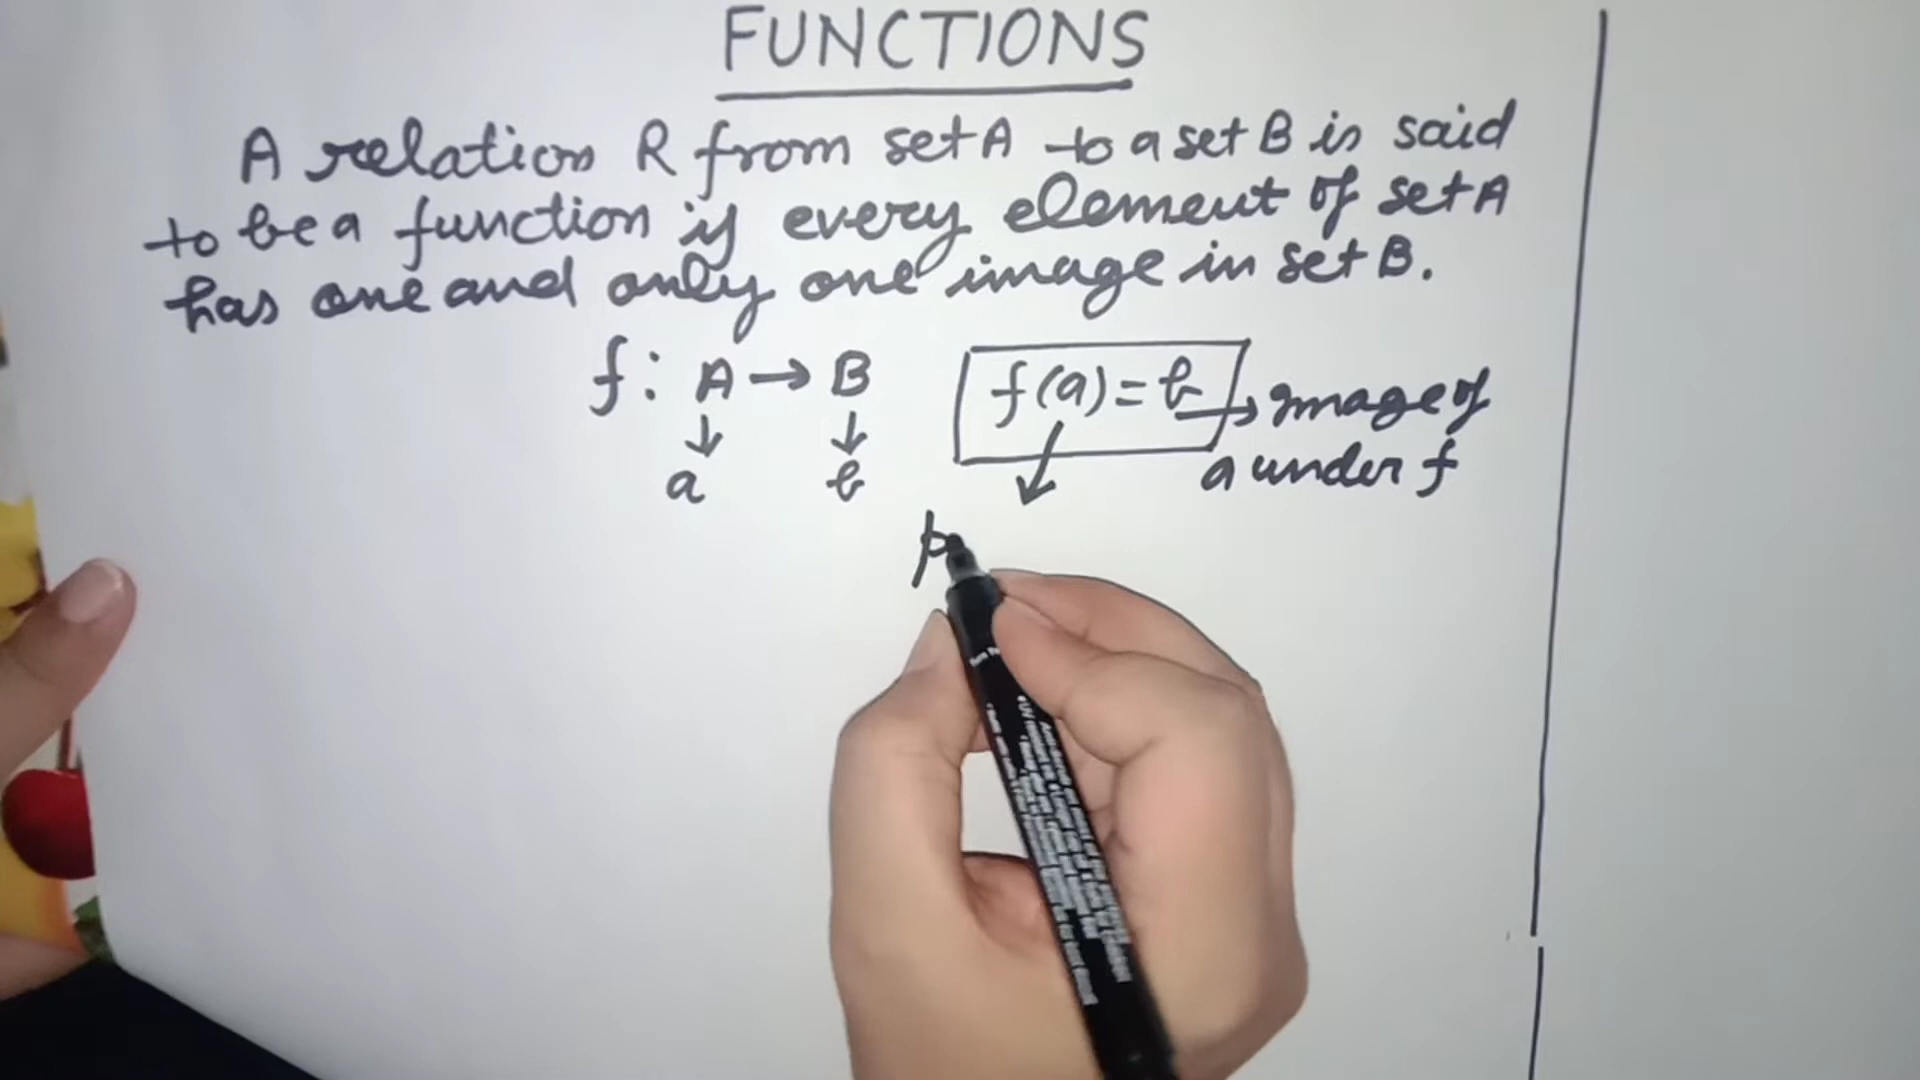 FUNCTIONS
A relation R from set A to a set B is said
to be a function if every element of set A
has one and only one image in set B.
f: A → B f(a) = b → Image of
↓ ↓ ↓ a under f
a b
p